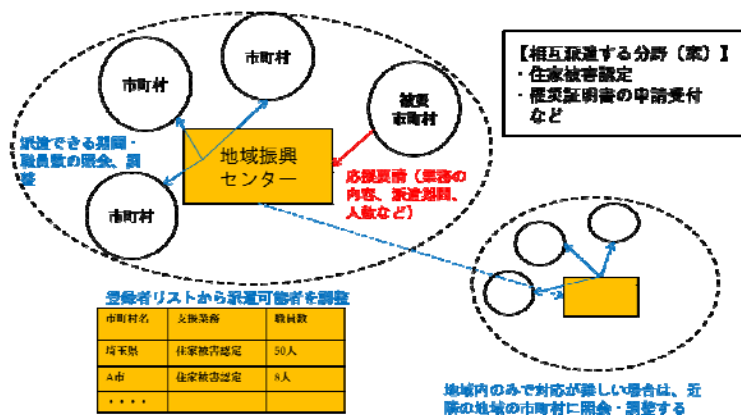 市町村
市町村
被災
市町村
市町村
派遣できる期間・
職員数の照会、調
整
地域振興
センター
応援要請（業務の
内容、派遣期間、
人数など）
【相互派遣する分野（案）】
・住家被害認定
・罹災証明書の申請受付
など
登録者リストから派遣可能者を調整
市町村名 支援業務 職員数
埼玉県 住家被害認定 50人
A市 住家被害認定 8人
・・・・
地域内のみで対応が難しい場合は、近
隣の地域の市町村に照会・調整する